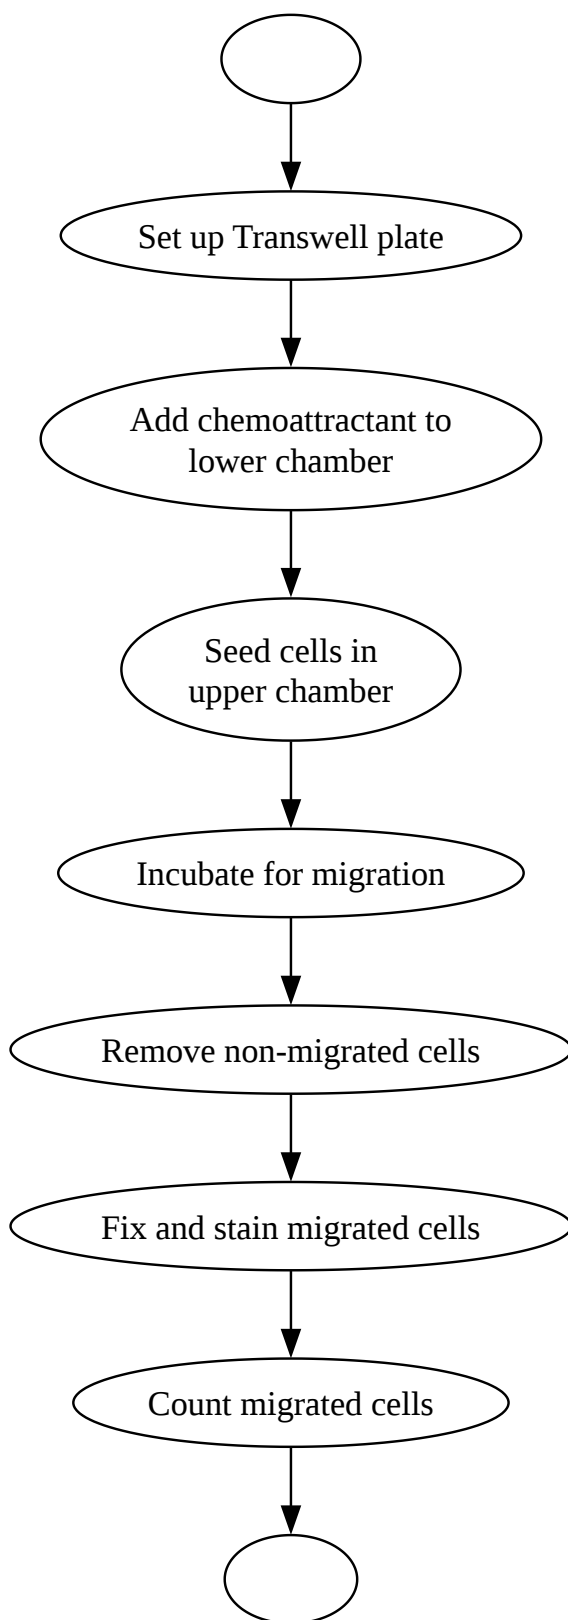 Set up Transwell plate
Add chemoattractant to
lower chamber
Seed cells in
upper chamber
Incubate for migration
Remove non-migrated cells
Fix and stain migrated cells
Count migrated cells